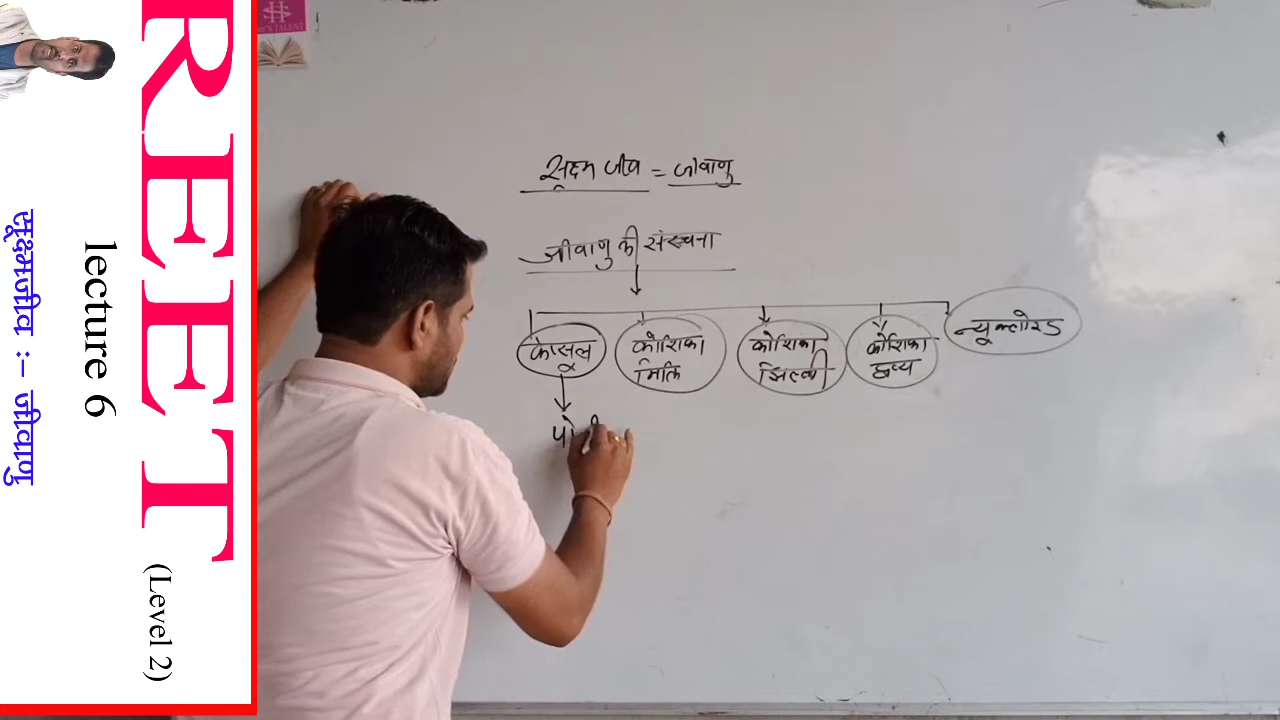 REET (Level 2)
lecture 6
सूक्ष्मजीव :- जीवाणु
सूक्ष्म जीव = जीवाणु
जीवाणु की संरचना
केप्सूल
कोशिका
भित्ति
कोशिका
झिल्ली
कोशिका
द्रव्य
न्यूक्लोइड